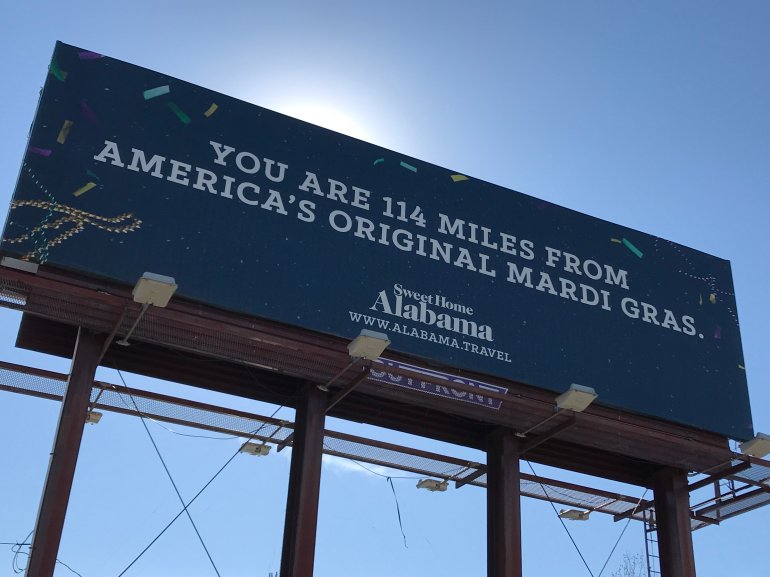 YOU ARE 114 MILES FROM
AMERICA'S ORIGINAL MARDI GRAS.
Sweet Home
Alabama
WWW.ALABAMA.TRAVEL